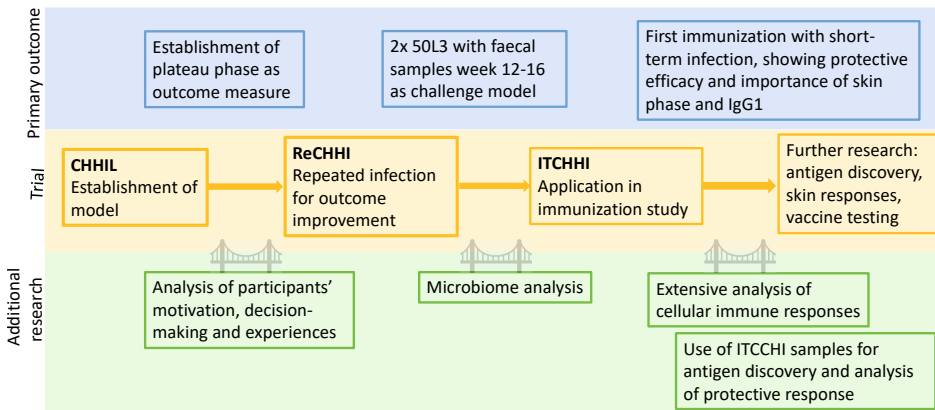 Primary outcome
Establishment of
plateau phase as
outcome measure
2x 50L3 with faecal
samples week 12-16
as challenge model
First immunization with short-
term infection, showing protective
efficacy and importance of skin
phase and IgG1
Trial
CHHIL
Establishment of
model
ReCHHI
Repeated infection
for outcome
improvement
ITCHHI
Application in
immunization study
Further research:
antigen discovery,
skin responses,
vaccine testing
Additional
research
Analysis of participants’
motivation, decision-
making and experiences
Microbiome analysis
Extensive analysis of
cellular immune responses
Use of ITCCHI samples for
antigen discovery and analysis
of protective response